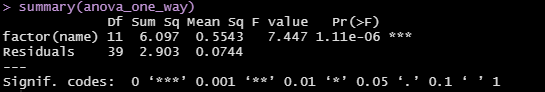 > summary(anova_one_way)
             Df Sum Sq Mean Sq F value   Pr(>F)
factor(name) 11  6.097  0.5543   7.447 1.11e-06 ***
Residuals    39  2.903  0.0744
---
Signif. codes:  0 ‘***’ 0.001 ‘**’ 0.01 ‘*’ 0.05 ‘.’ 0.1 ‘ ’ 1